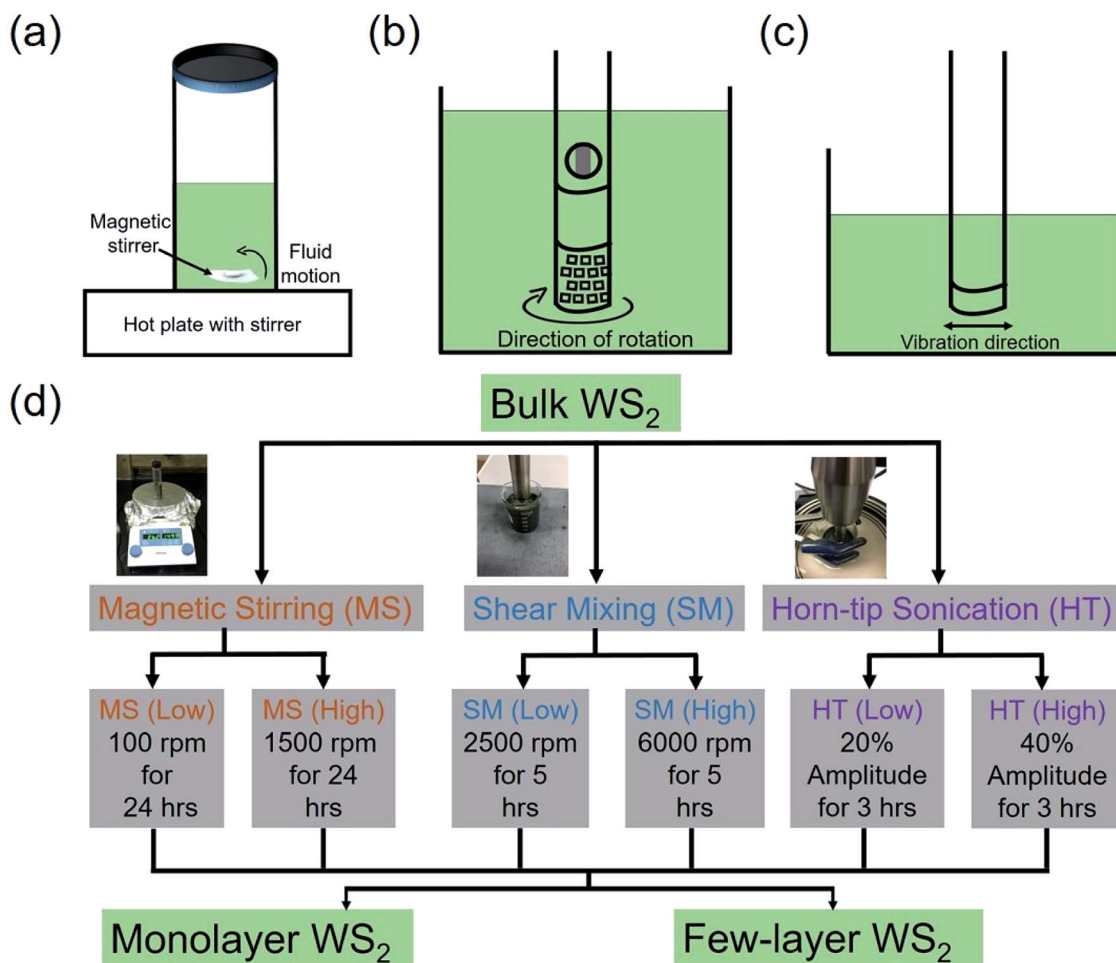 (a)
Magnetic
stirrer
Fluid
motion
Hot plate with stirrer
(b)
Direction of rotation
(c)
Vibration direction
(d)
Bulk WS₂
Magnetic Stirring (MS)
Shear Mixing (SM)
Horn-tip Sonication (HT)
MS (Low)
100 rpm
for
24 hrs
MS (High)
1500 rpm
for 24
hrs
SM (Low)
2500 rpm
for 5
hrs
SM (High)
6000 rpm
for 5
hrs
HT (Low)
20%
Amplitude
for 3 hrs
HT (High)
40%
Amplitude
for 3 hrs
Monolayer WS₂
Few-layer WS₂